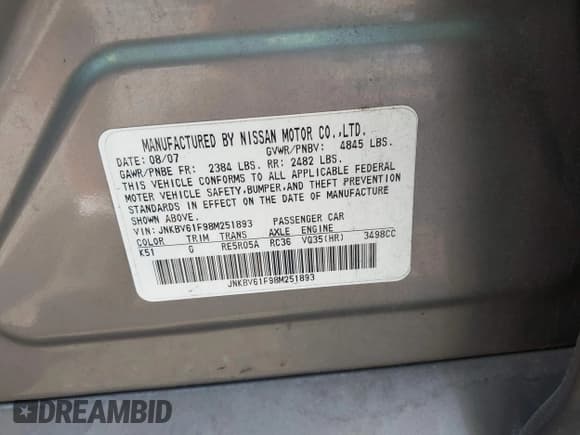 MANUFACTURED BY NISSAN MOTOR CO.,LTD.
DATE: 08/07 GVWR/PNBV: 4845 LBS.
GAWR/PNBE FR: 2384 LBS. RR: 2482 LBS.
THIS VEHICLE CONFORMS TO ALL APPLICABLE FEDERAL
MOTOR VEHICLE SAFETY,BUMPER,AND THEFT PREVENTION
STANDARDS IN EFFECT ON THE DATE OF MANUFACTURE
SHOWN ABOVE.
VIN: JNKBV61F98M251893 PASSENGER CAR
COLOR TRIM TRANS AXLE ENGINE
K51 G RE5R05A RC36 VQ35(HR) 3498CC
JNKBV61F98M251893
DREAMBID